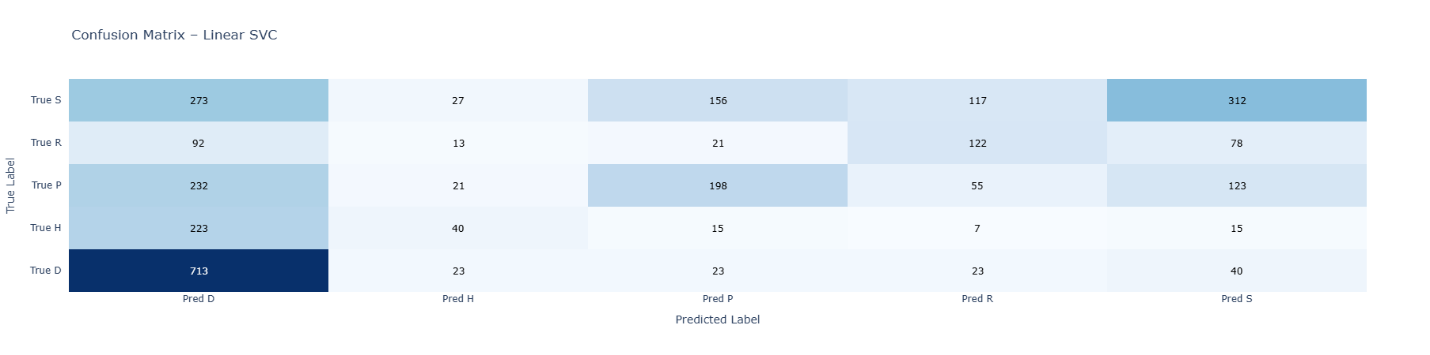 Confusion Matrix – Linear SVC
True Label
True S 273 27 156 117 312
True R 92 13 21 122 78
True P 232 21 198 55 123
True H 223 40 15 7 15
True D 713 23 23 23 40
Pred D Pred H Pred P Pred R Pred S
Predicted Label